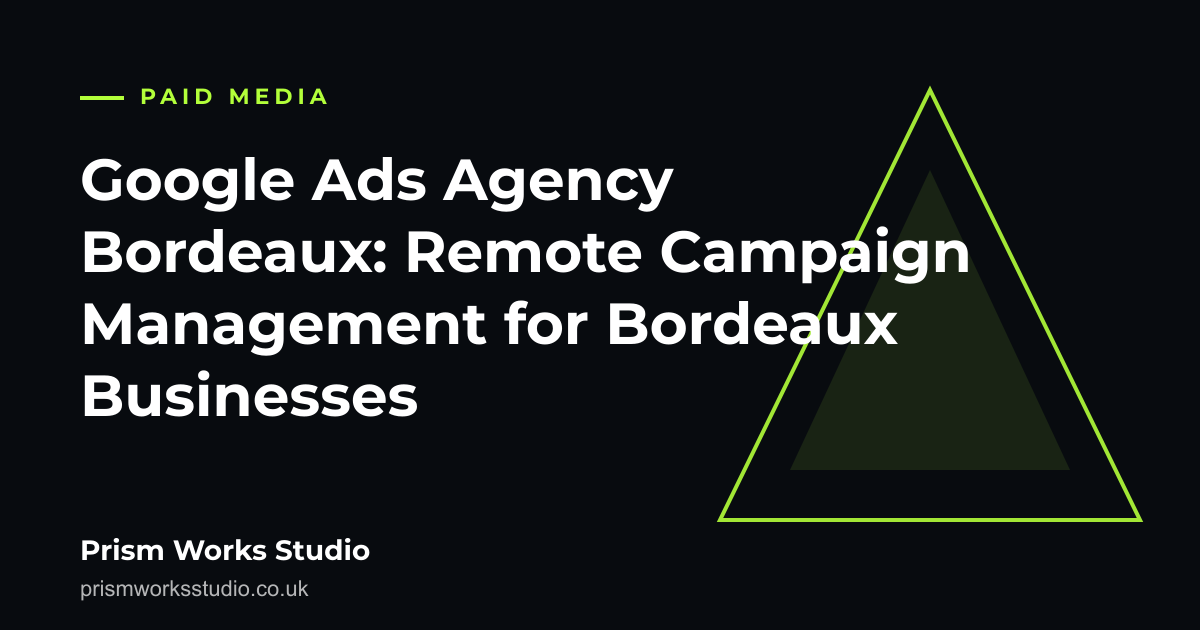 PAID MEDIA
Google Ads Agency
Bordeaux: Remote Campaign
Management for Bordeaux
Businesses
Prism Works Studio
prismworksstudio.co.uk